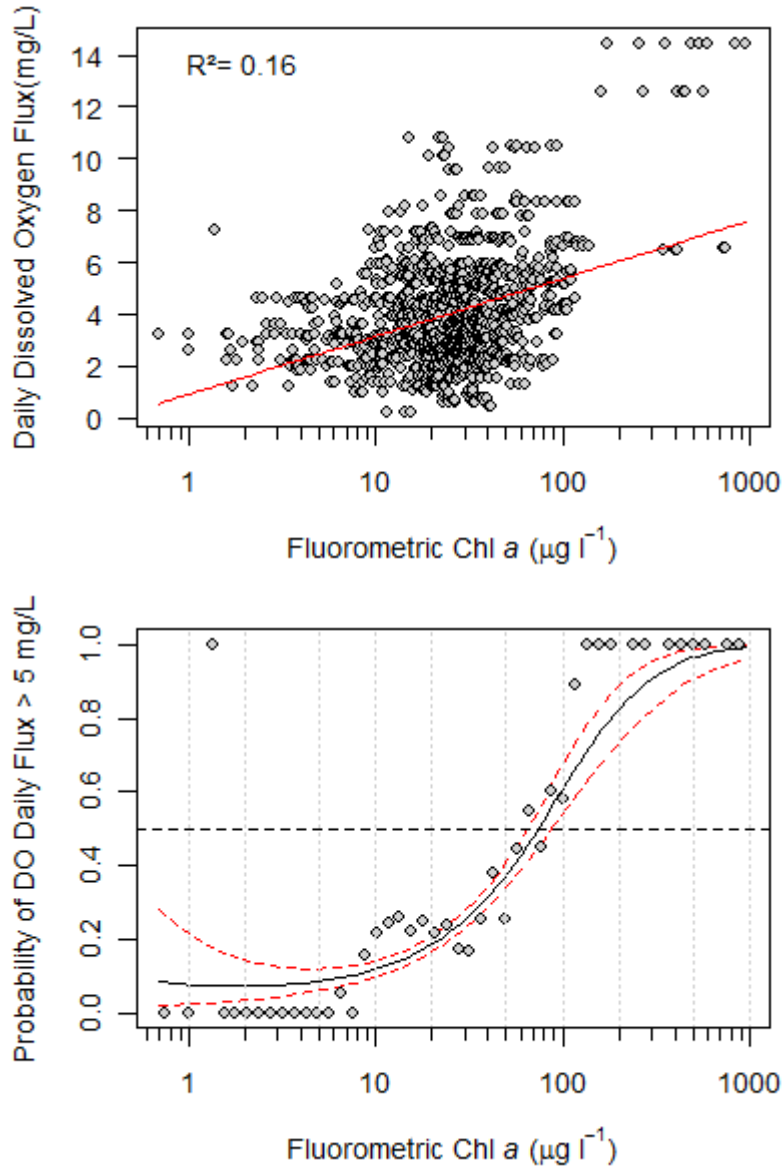 R²= 0.16
Daily Dissolved Oxygen Flux(mg/L)
14
12
10
8
6
4
2
0
1 10 100 1000
Fluorometric Chl a (μg l⁻¹)
Probability of DO Daily Flux > 5 mg/L
1.0
0.8
0.6
0.4
0.2
0.0
1 10 100 1000
Fluorometric Chl a (μg l⁻¹)